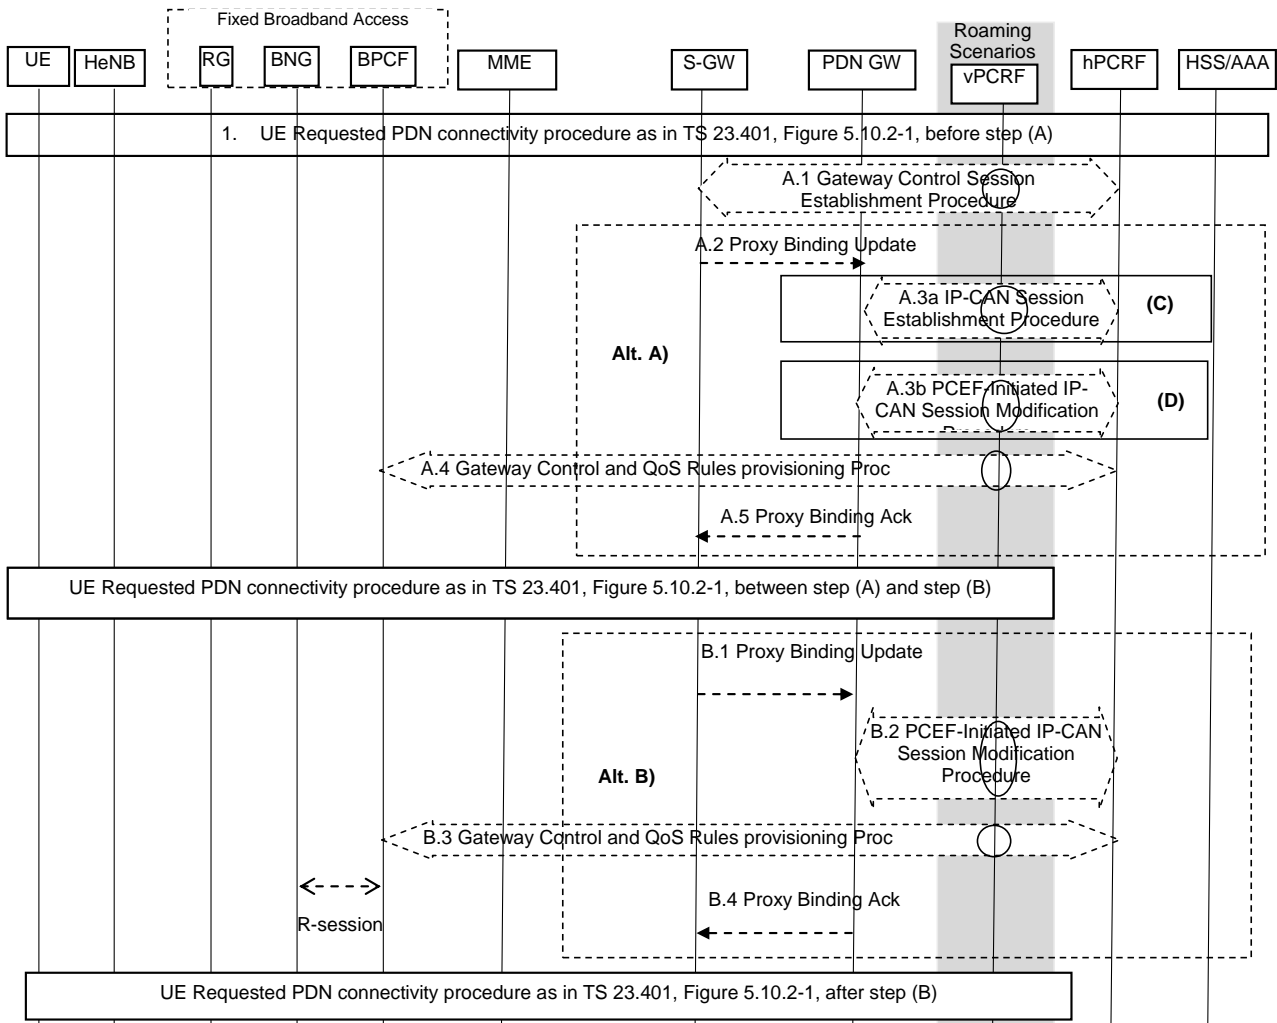 Fixed Broadband Access
Roaming
Scenarios
UE
HeNB
RG
BNG
BPCF
MME
S-GW
PDN GW
vPCRF
hPCRF
HSS/AAA
1. UE Requested PDN connectivity procedure as in TS 23.401, Figure 5.10.2-1, before step (A)
A.1 Gateway Control Session
Establishment Procedure
A.2 Proxy Binding Update
A.3a IP-CAN Session
Establishment Procedure
(C)
Alt. A)
A.3b PCEF-Initiated IP-
CAN Session Modification
(D)
A.4 Gateway Control and QoS Rules provisioning Proc
A.5 Proxy Binding Ack
UE Requested PDN connectivity procedure as in TS 23.401, Figure 5.10.2-1, between step (A) and step (B)
B.1 Proxy Binding Update
B.2 PCEF-Initiated IP-CAN
Session Modification
Procedure
Alt. B)
B.3 Gateway Control and QoS Rules provisioning Proc
B.4 Proxy Binding Ack
R-session
UE Requested PDN connectivity procedure as in TS 23.401, Figure 5.10.2-1, after step (B)